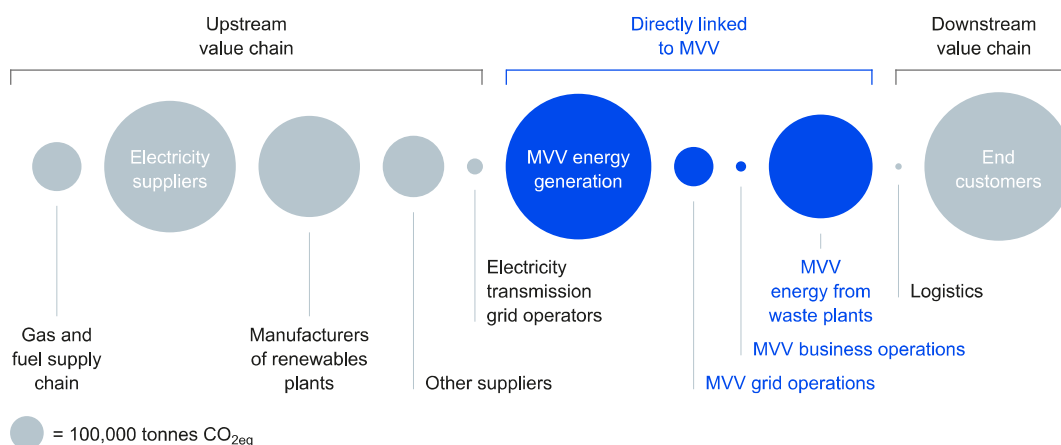 Upstream
value chain
Directly linked
to MVV
Downstream
value chain
Electricity
suppliers
MVV energy
generation
End
customers
Gas and
fuel supply
chain
Manufacturers
of renewables
plants
Other suppliers
Electricity
transmission
grid operators
MVV grid operations
MVV business operations
MVV
energy from
waste plants
Logistics
= 100,000 tonnes CO2eq